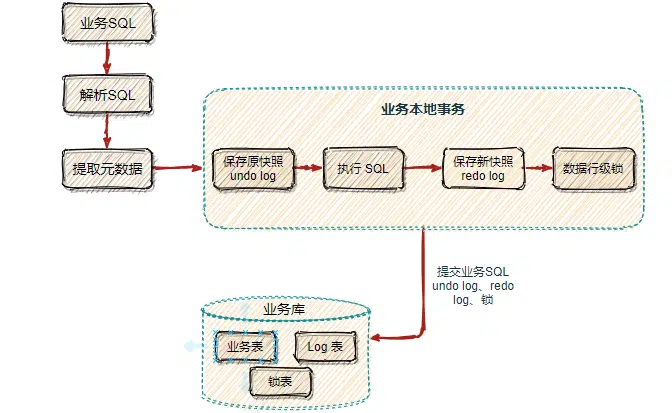 业务SQL
解析SQL
提取元数据
业务本地事务
保存原快照
undo log
执行 SQL
保存新快照
redo log
数据行级锁
提交业务SQL
undo log、redo
log、锁
业务库
业务表
Log 表
锁表